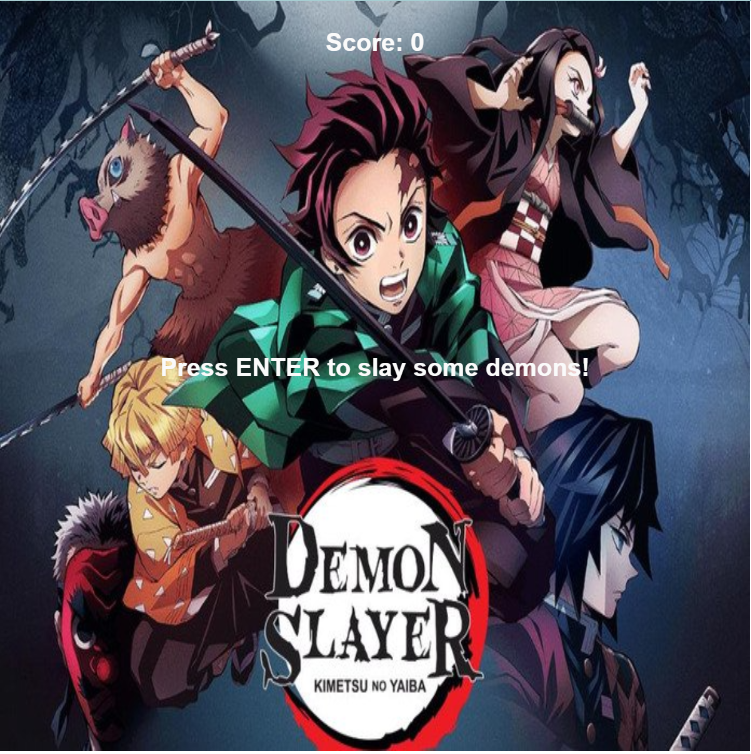 Score: 0
Press ENTER to slay some demons!
DEMON
SLAYER
KIMETSU NO YAIBA